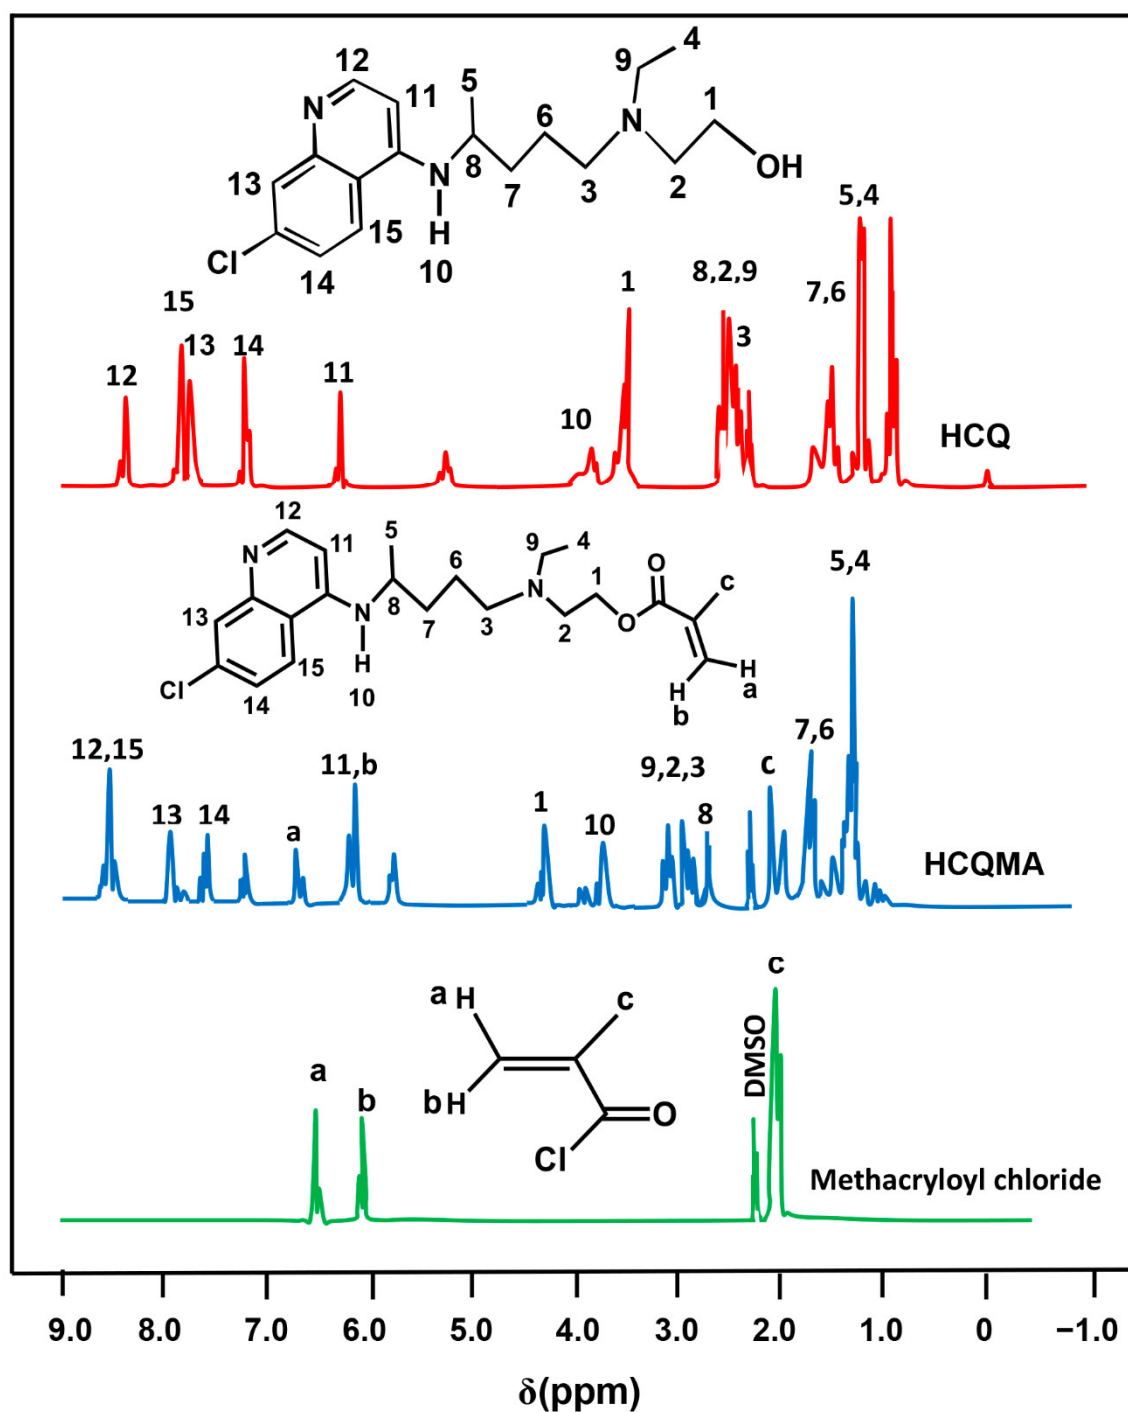 12
11
5
6
9
4
1
N
N
OH
13
8
N
7
3
2
Cl
15
H
14
10
12
15
13
14
11
10
1
8,2,9
3
7,6
5,4
HCQ
12
11
5
6
9
4
1
O
c
N
N
13
8
N
7
3
2
O
H
a
Cl
15
H
H
b
14
10
12,15
13
14
a
11,b
1
10
9,2,3
8
c
7,6
5,4
HCQMA
a H
c
b H
O
Cl
a
b
DMSO
c
Methacryloyl chloride
9.0 8.0 7.0 6.0 5.0 4.0 3.0 2.0 1.0 0 −1.0
δ(ppm)